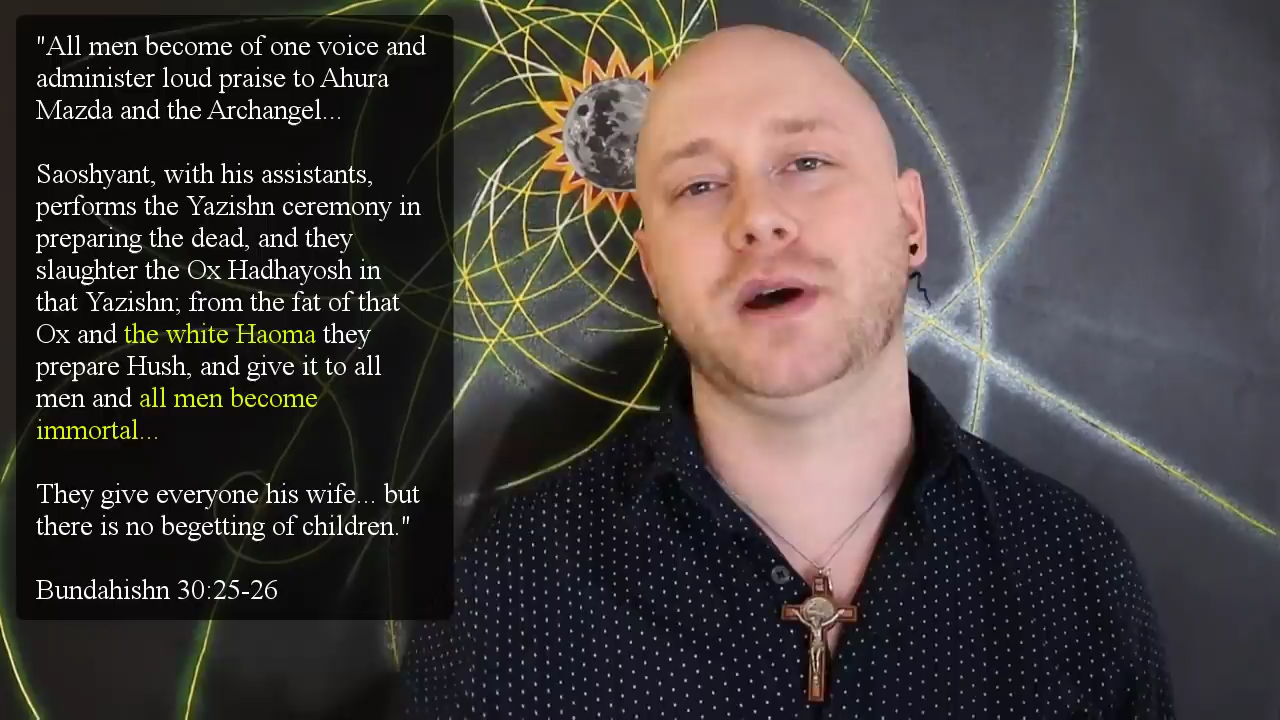 "All men become of one voice and
administer loud praise to Ahura
Mazda and the Archangel...
Saoshyant, with his assistants,
performs the Yazishn ceremony in
preparing the dead, and they
slaughter the Ox Hadhayosh in
that Yazishn; from the fat of that
Ox and the white Haoma they
prepare Hush, and give it to all
men and all men become
immortal...
They give everyone his wife... but
there is no begetting of children."
Bundahishn 30:25-26